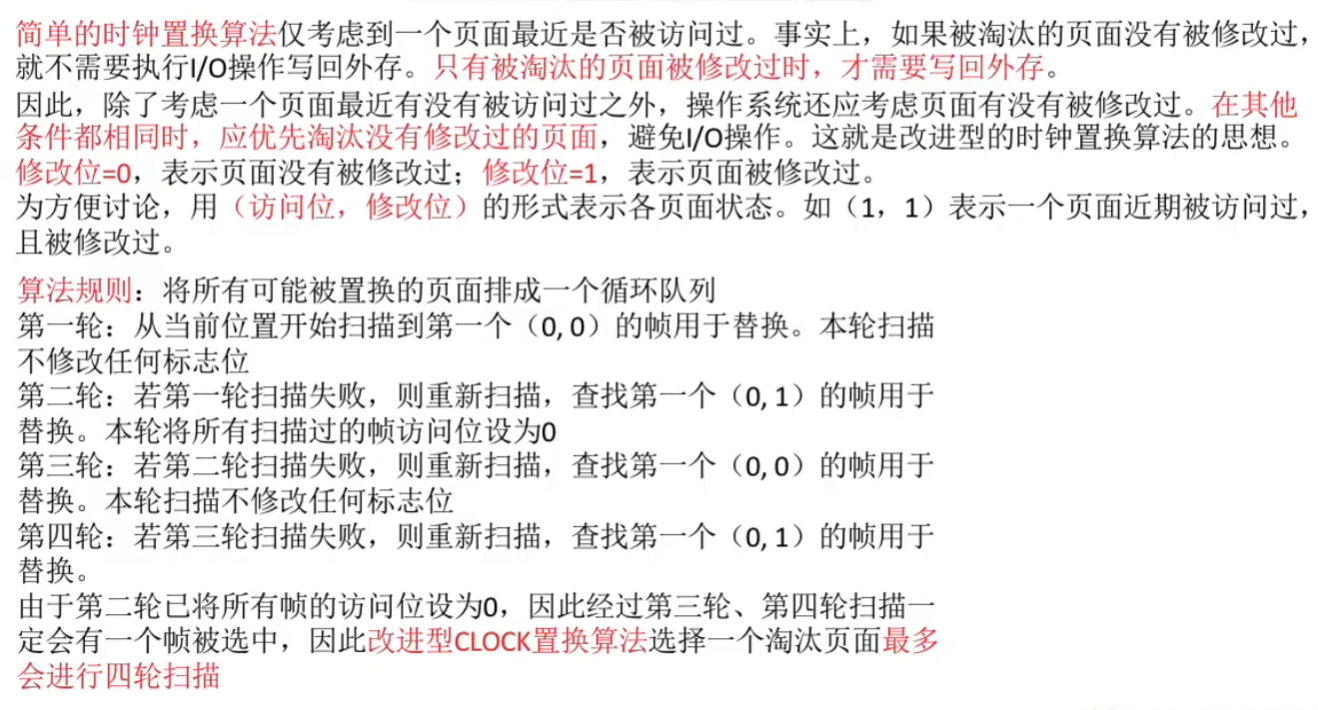 简单的时钟置换算法仅考虑到一个页面最近是否被访问过。事实上，如果被淘汰的页面没有被修改过，
就不需要执行I/O操作写回外存。只有被淘汰的页面被修改过时，才需要写回外存。
因此，除了考虑一个页面最近有没有被访问过之外，操作系统还应考虑页面有没有被修改过。在其他
条件都相同时，应优先淘汰没有修改过的页面，避免I/O操作。这就是改进型的时钟置换算法的思想。
修改位=0，表示页面没有被修改过；修改位=1，表示页面被修改过。
为方便讨论，用（访问位，修改位）的形式表示各页面状态。如（1，1）表示一个页面近期被访问过，
且被修改过。
算法规则：将所有可能被置换的页面排成一个循环队列
第一轮：从当前位置开始扫描到第一个（0, 0）的帧用于替换。本轮扫描
不修改任何标志位
第二轮：若第一轮扫描失败，则重新扫描，查找第一个（0, 1）的帧用于
替换。本轮将所有扫描过的帧访问位设为0
第三轮：若第二轮扫描失败，则重新扫描，查找第一个（0, 0）的帧用于
替换。本轮扫描不修改任何标志位
第四轮：若第三轮扫描失败，则重新扫描，查找第一个（0, 1）的帧用于
替换。
由于第二轮已将所有帧的访问位设为0，因此经过第三轮、第四轮扫描一
定会有一个帧被选中，因此改进型CLOCK置换算法选择一个淘汰页面最多
会进行四轮扫描